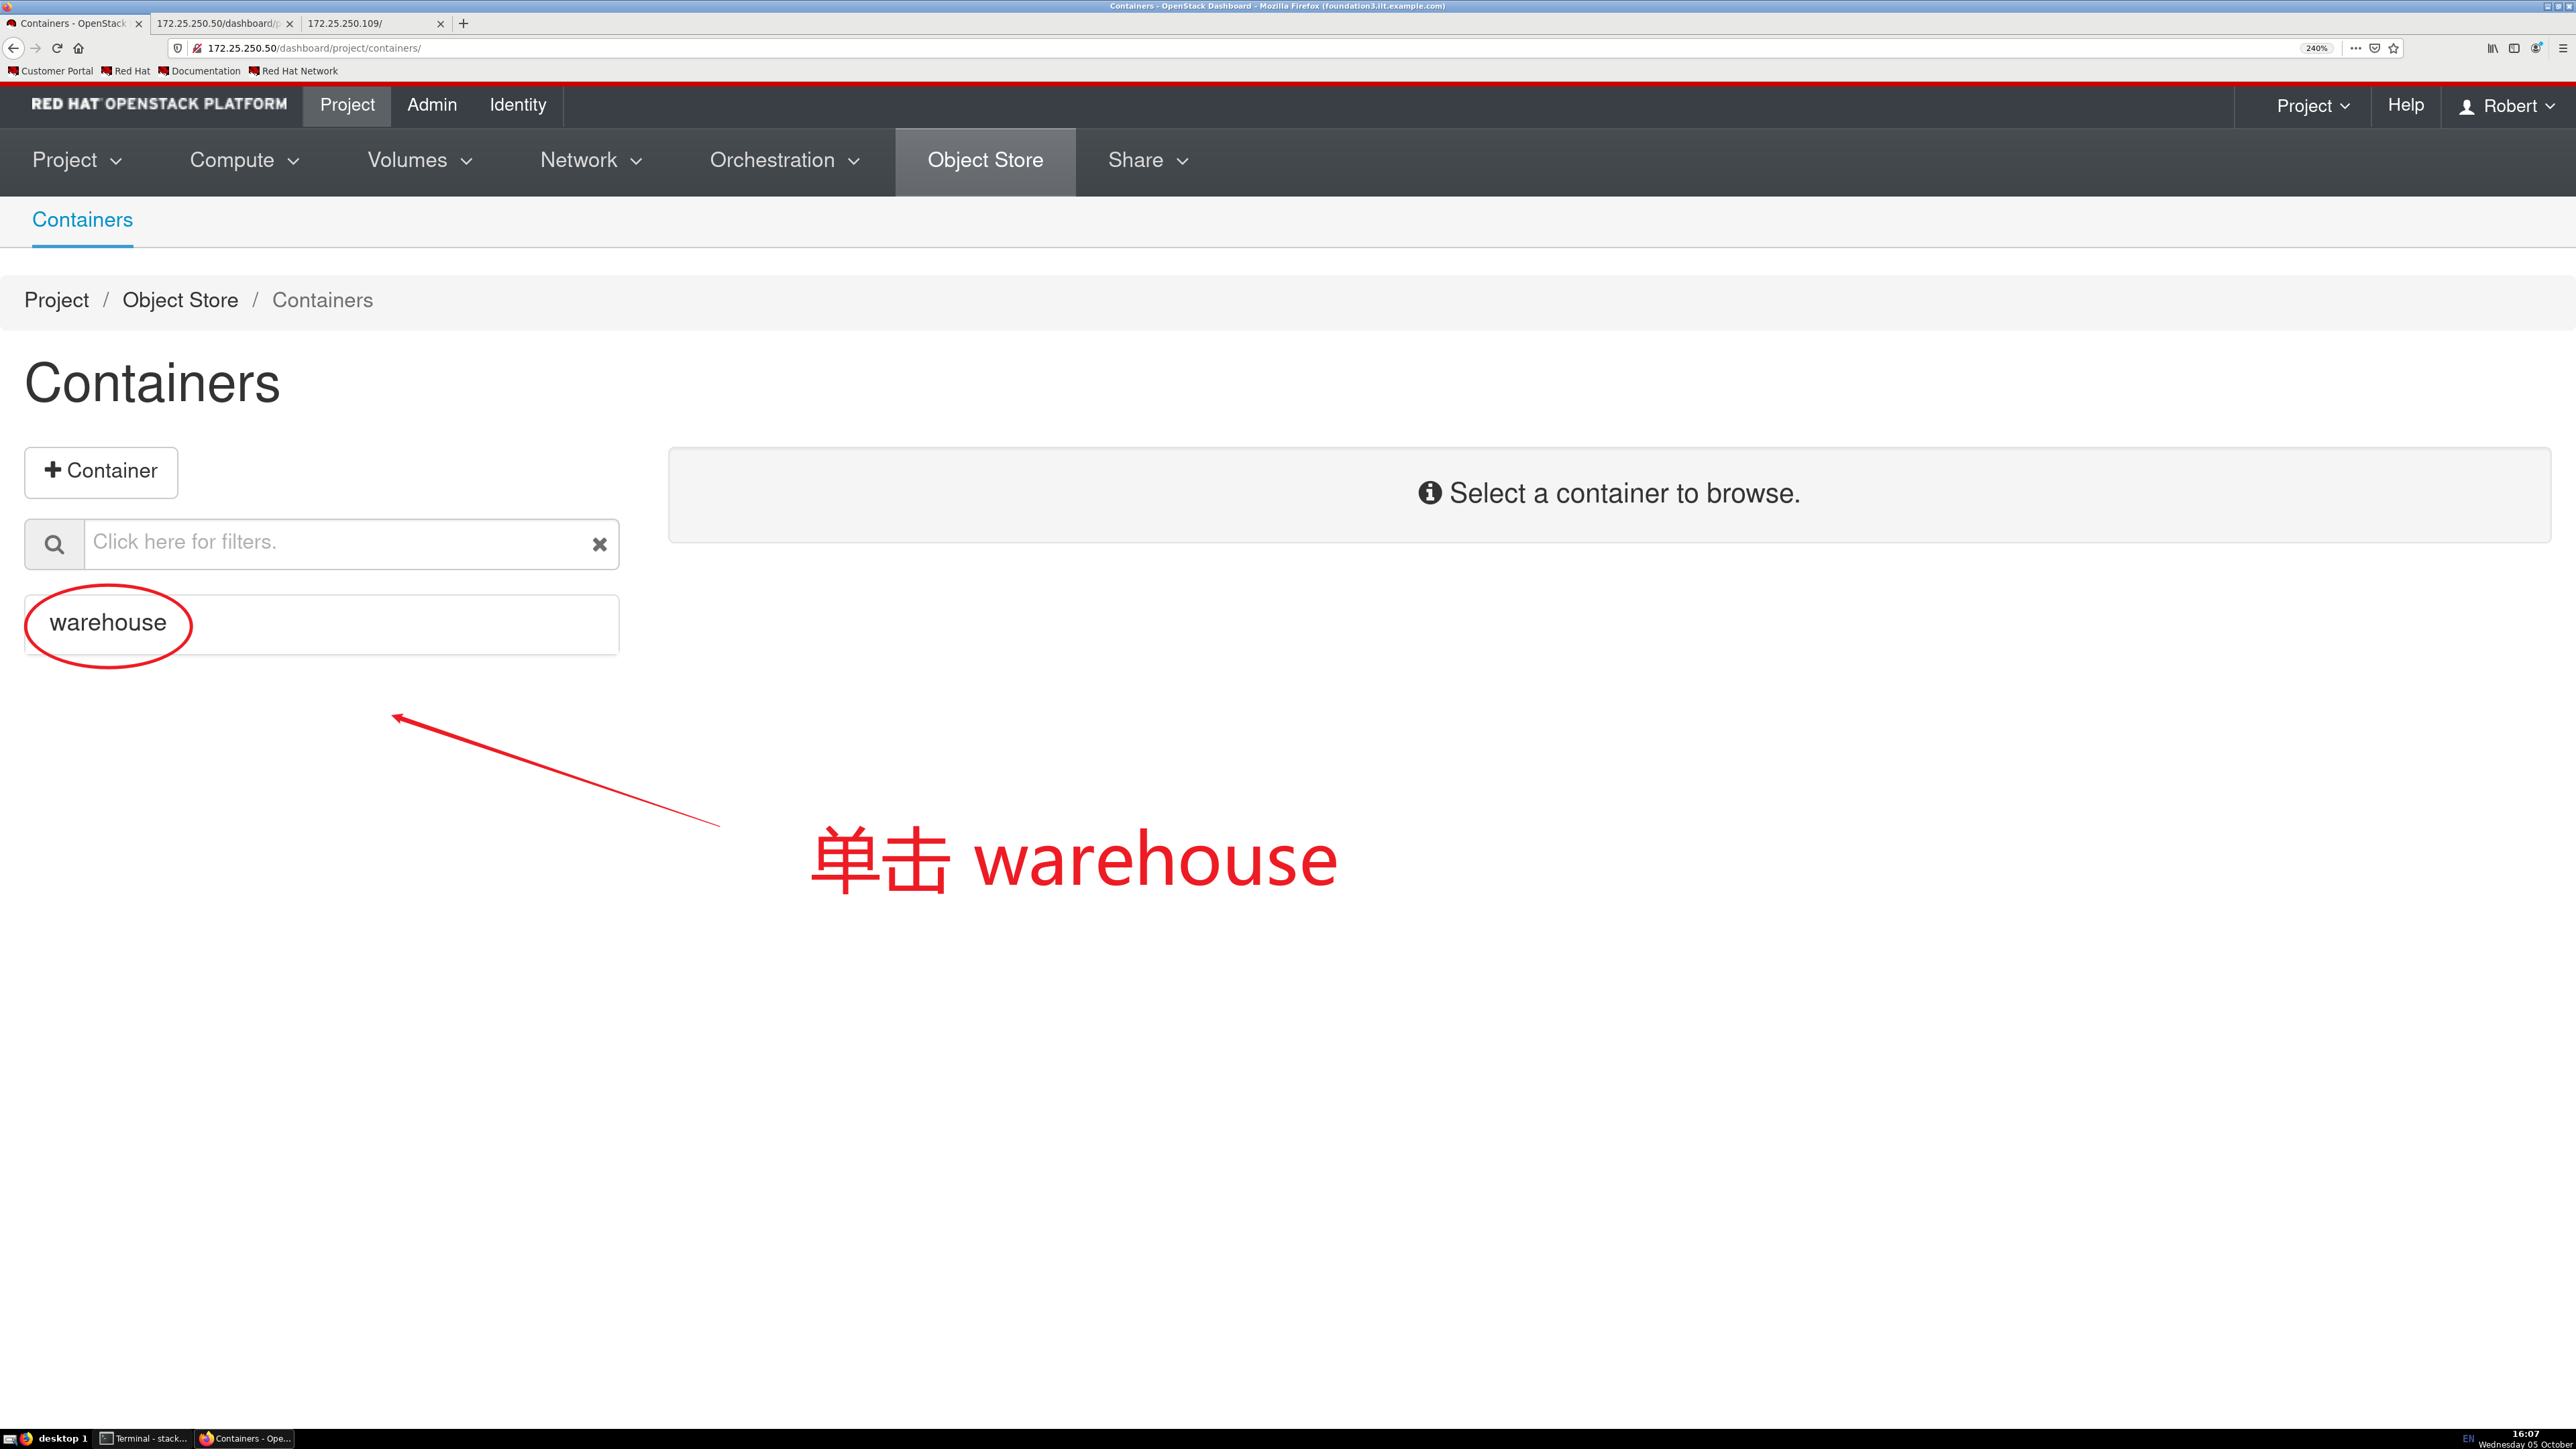 Containers - OpenStack Dashboard - Mozilla Firefox (foundation3.ilt.example.com)
Containers - OpenStack
172.25.250.50/dashboard/p
172.25.250.109/
172.25.250.50/dashboard/project/containers/
240%
Customer Portal Red Hat Documentation Red Hat Network
RED HAT OPENSTACK PLATFORM Project Admin Identity Project Help Robert
Project Compute Volumes Network Orchestration Object Store Share
Containers
Project / Object Store / Containers
Containers
Container
Select a container to browse.
Click here for filters.
warehouse
单击 warehouse
desktop 1 Terminal - stack... Containers - Ope... EN 16:07
Wednesday 05 October